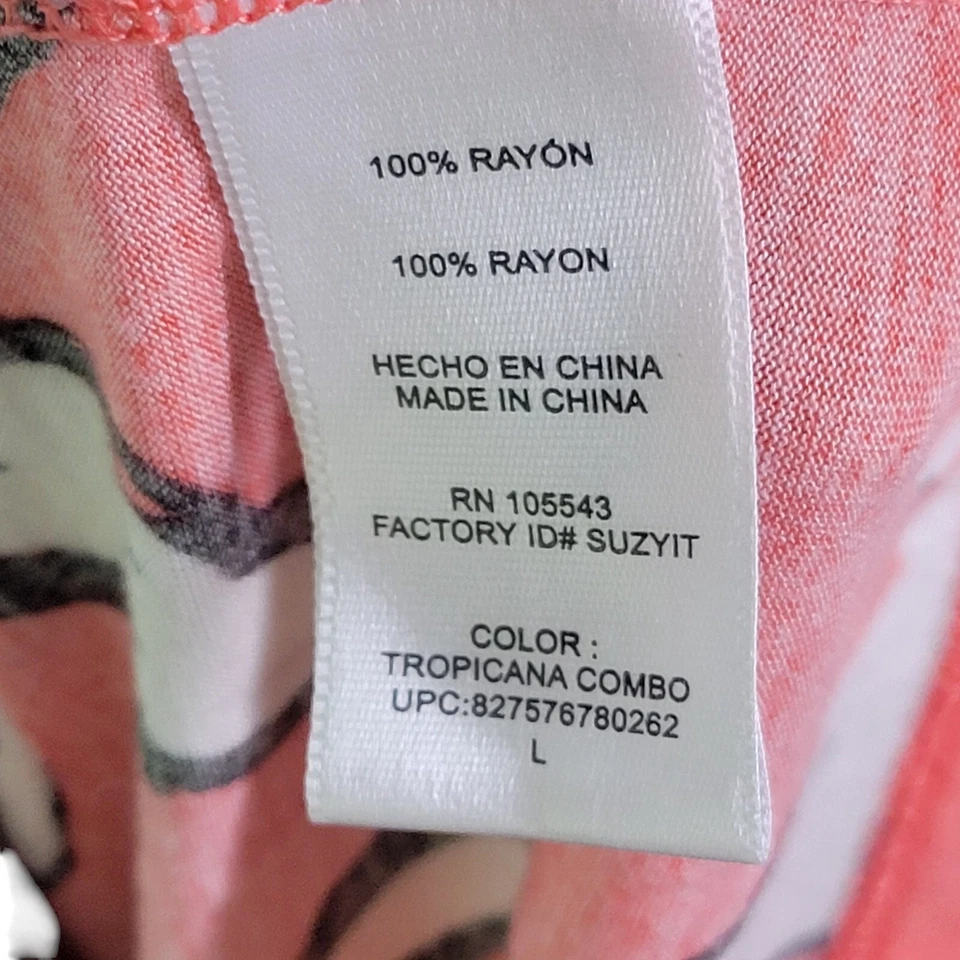 100% RAYÓN
100% RAYON
HECHO EN CHINA
MADE IN CHINA
RN 105543
FACTORY ID# SUZYIT
COLOR :
TROPICANA COMBO
UPC:827576780262
L